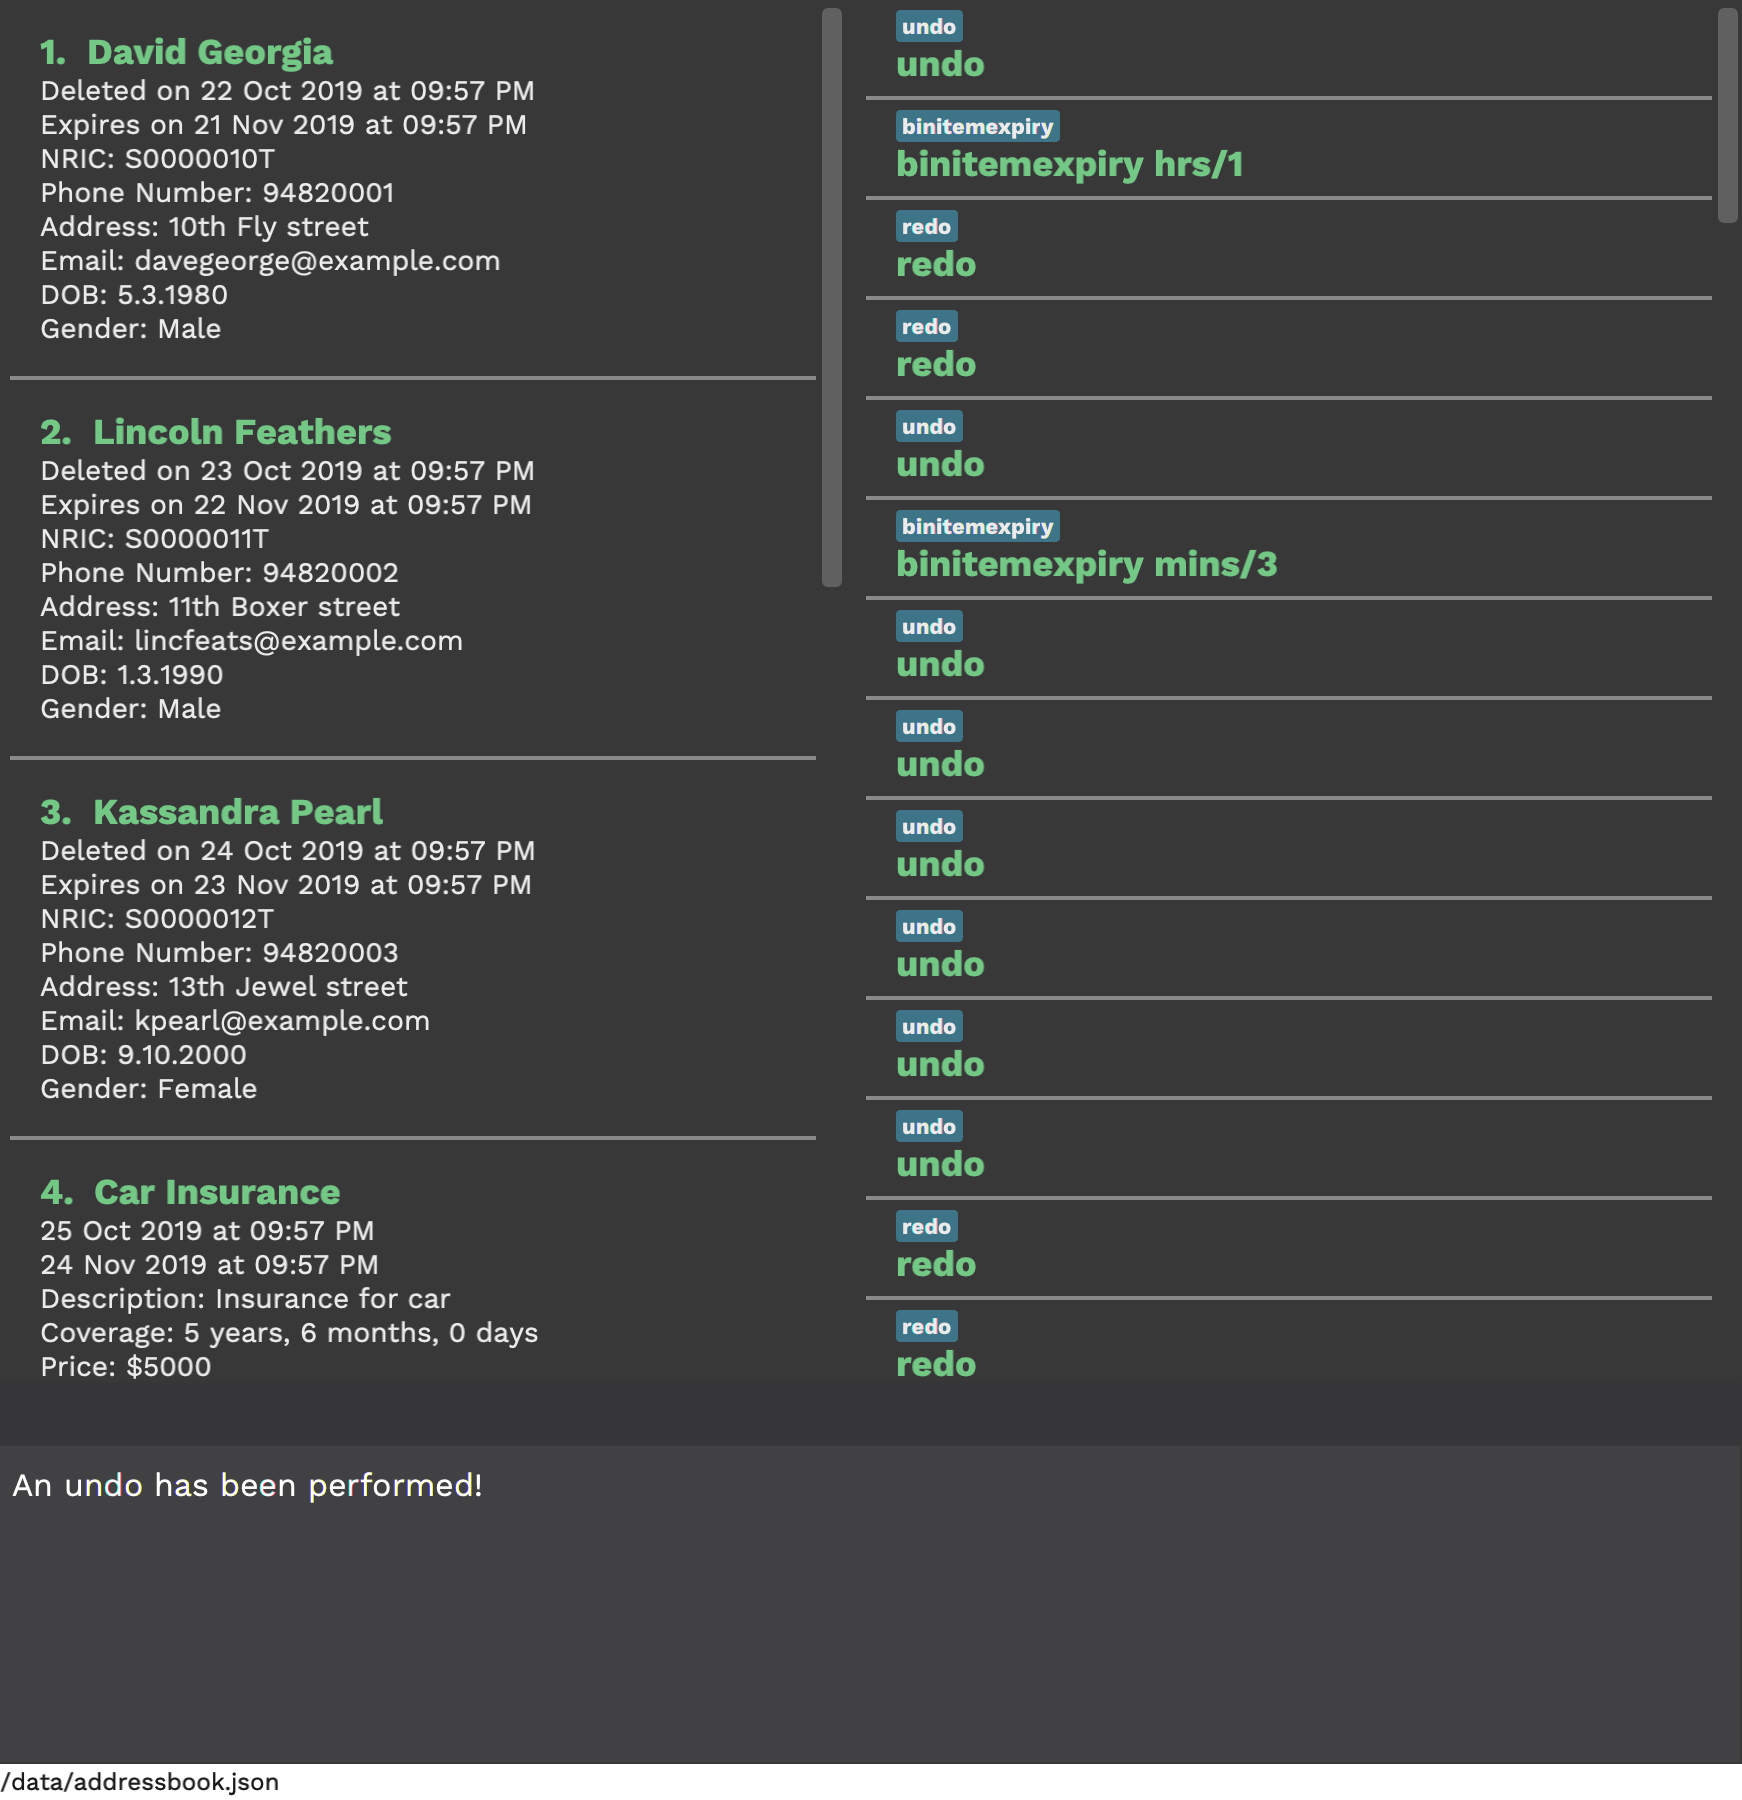 1. David Georgia
Deleted on 22 Oct 2019 at 09:57 PM
Expires on 21 Nov 2019 at 09:57 PM
NRIC: S0000010T
Phone Number: 94820001
Address: 10th Fly street
Email: davegeorge@example.com
DOB: 5.3.1980
Gender: Male
2. Lincoln Feathers
Deleted on 23 Oct 2019 at 09:57 PM
Expires on 22 Nov 2019 at 09:57 PM
NRIC: S0000011T
Phone Number: 94820002
Address: 11th Boxer street
Email: lincfeats@example.com
DOB: 1.3.1990
Gender: Male
3. Kassandra Pearl
Deleted on 24 Oct 2019 at 09:57 PM
Expires on 23 Nov 2019 at 09:57 PM
NRIC: S0000012T
Phone Number: 94820003
Address: 13th Jewel street
Email: kpearl@example.com
DOB: 9.10.2000
Gender: Female
4. Car Insurance
25 Oct 2019 at 09:57 PM
24 Nov 2019 at 09:57 PM
Description: Insurance for car
Coverage: 5 years, 6 months, 0 days
Price: $5000
undo
undo
binitemexpiry
binitemexpiry hrs/1
redo
redo
redo
redo
undo
undo
binitemexpiry
binitemexpiry mins/3
undo
undo
undo
undo
undo
undo
undo
undo
undo
undo
undo
undo
redo
redo
redo
redo
An undo has been performed!
/data/addressbook.json